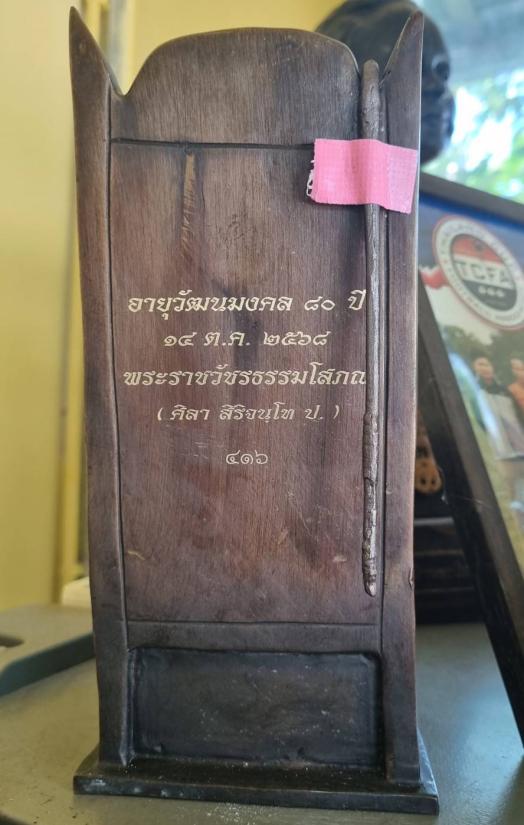 อายุวัฒนมงคล ๘๐ ปี
๑๔ ต.ค. ๒๕๖๘
พระราชวัชรธรรมโสภณ
( ศิลา สิริจนฺโท ป. )
๔๑๖
TCFA